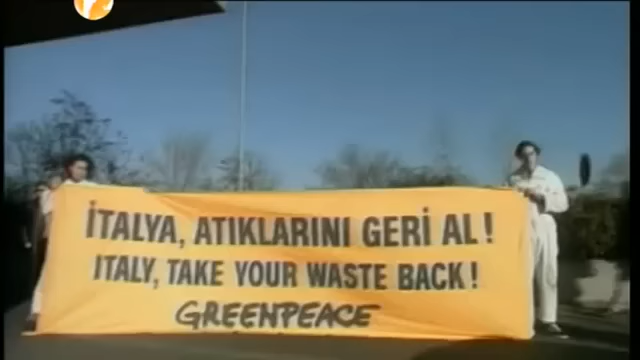 İTALYA, ATIKLARINI GERİ AL!
ITALY, TAKE YOUR WASTE BACK!
GREENPEACE